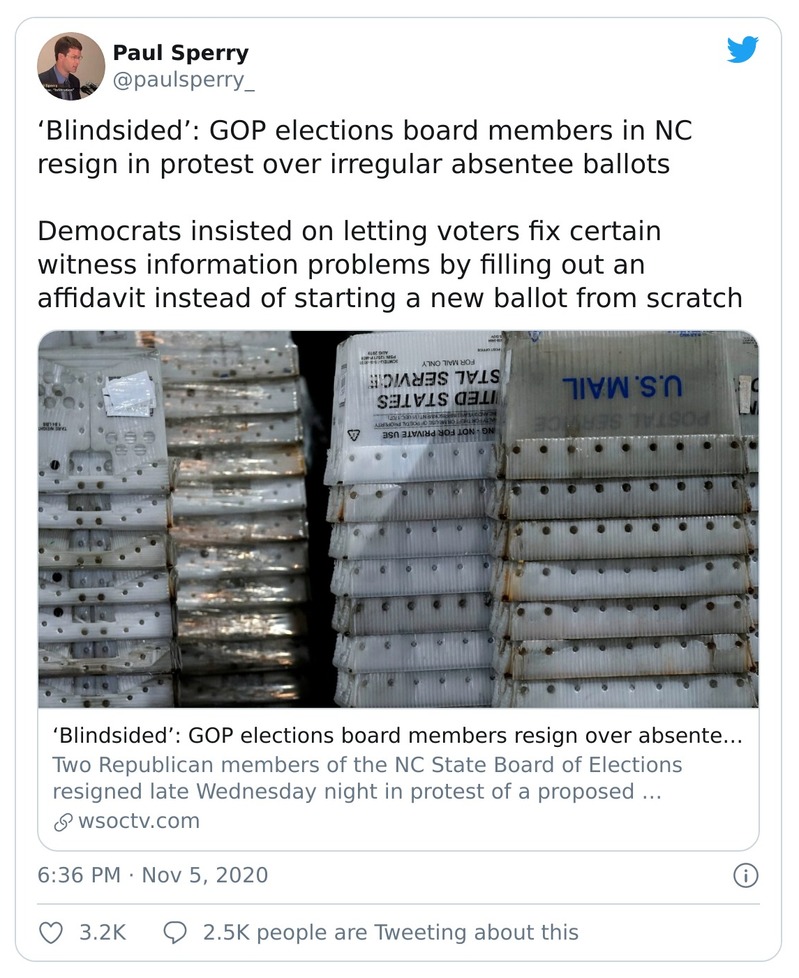 Paul Sperry
@paulsperry_
‘Blindsided’: GOP elections board members in NC
resign in protest over irregular absentee ballots
Democrats insisted on letting voters fix certain
witness information problems by filling out an
affidavit instead of starting a new ballot from scratch
FOR MAIL ONLY
UNITED STATES
POSTAL SERVICE
NOT FOR PRIVATE USE
U.S. MAIL
‘Blindsided’: GOP elections board members resign over absente…
Two Republican members of the NC State Board of Elections
resigned late Wednesday night in protest of a proposed …
wsoctv.com
6:36 PM · Nov 5, 2020
3.2K
2.5K people are Tweeting about this